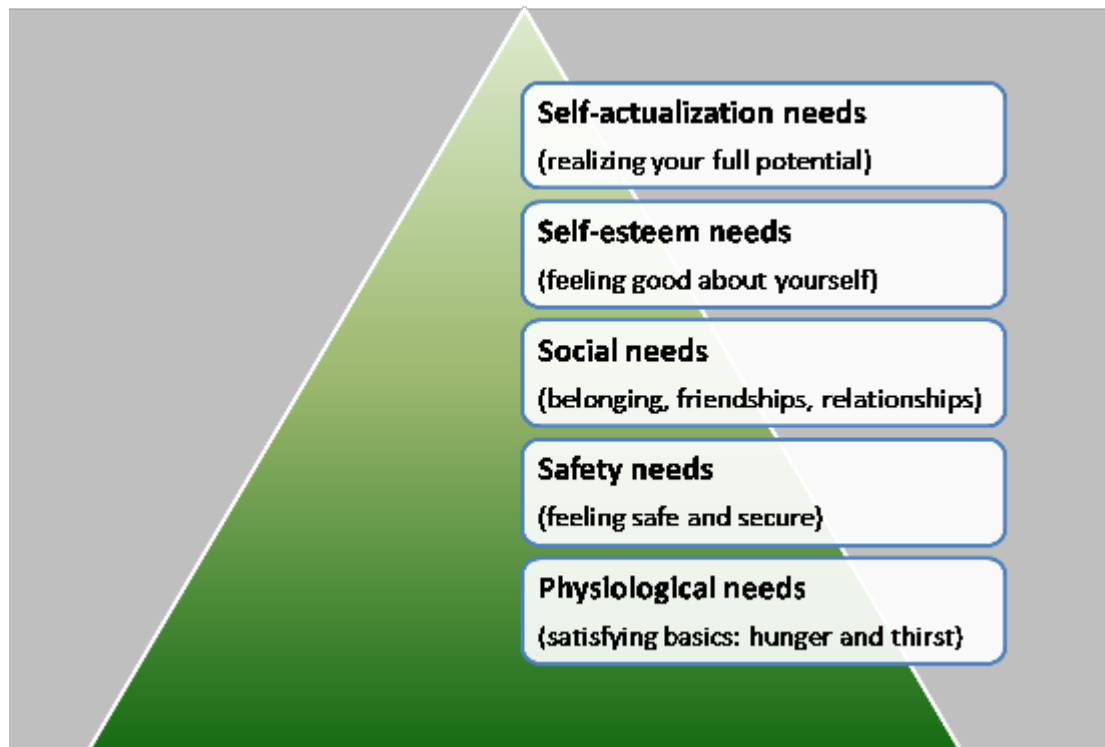 Self-actualization needs
(realizing your full potential)
Self-esteem needs
(feeling good about yourself)
Social needs
(belonging, friendships, relationships)
Safety needs
(feeling safe and secure)
Physiological needs
(satisfying basics: hunger and thirst)